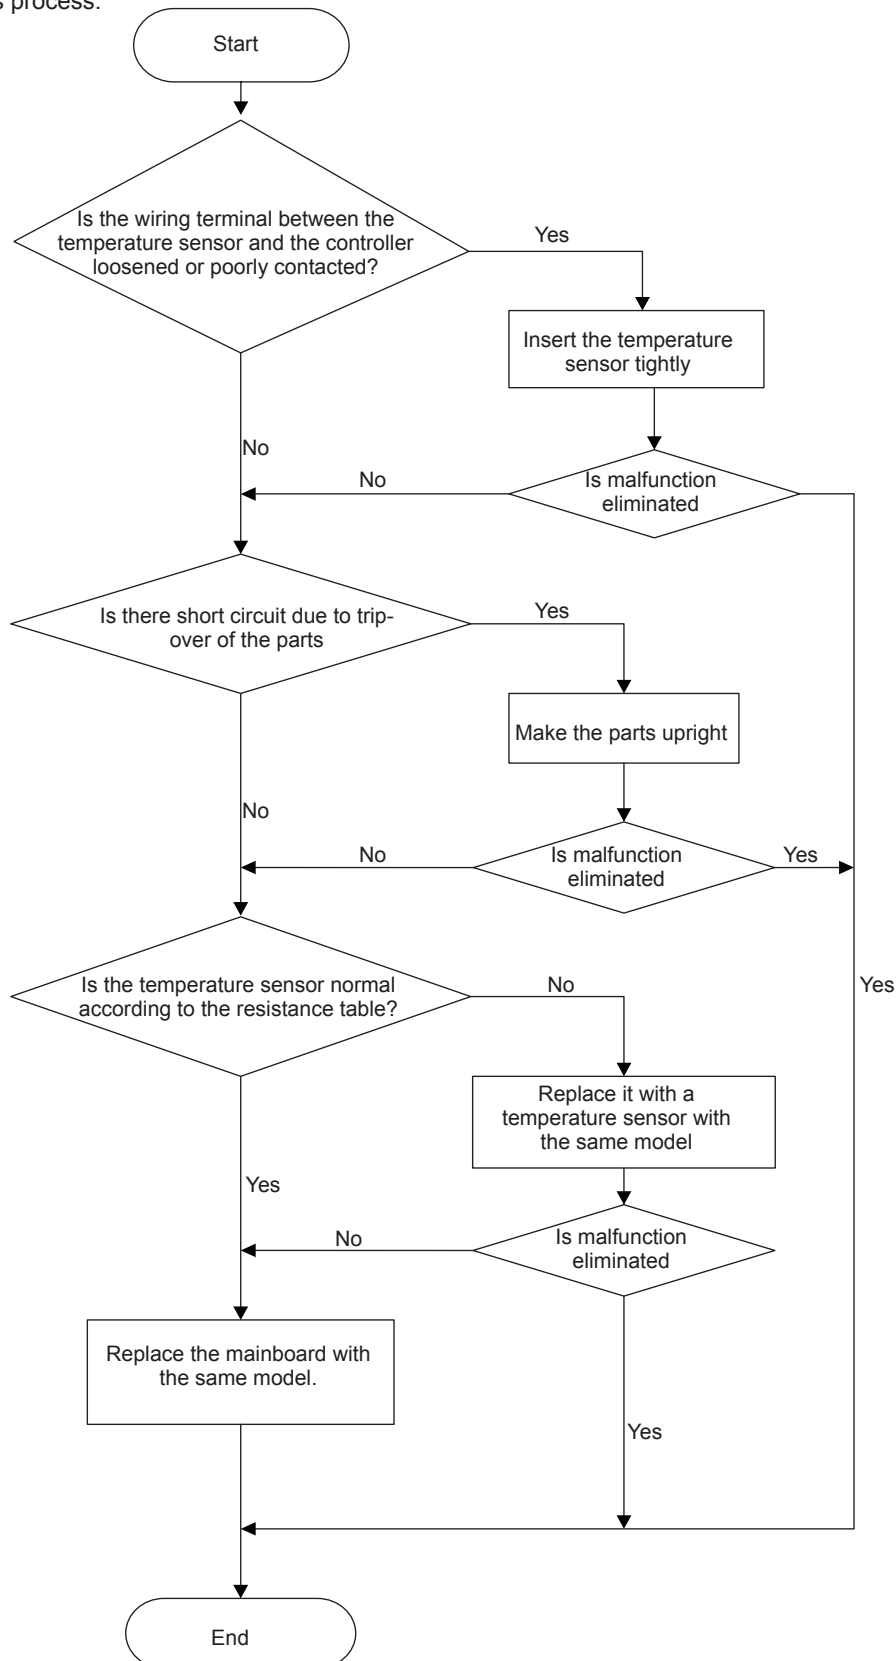 s process.
Start
Is the wiring terminal between the
temperature sensor and the controller
loosened or poorly contacted?
Yes
Insert the temperature
sensor tightly
No
No
Is malfunction
eliminated
Is there short circuit due to trip-
over of the parts
Yes
Make the parts upright
No
No
Is malfunction
eliminated
Yes
Is the temperature sensor normal
according to the resistance table?
No
Yes
Replace it with a
temperature sensor with
the same model
Yes
No
Is malfunction
eliminated
Replace the mainboard with
the same model.
Yes
End